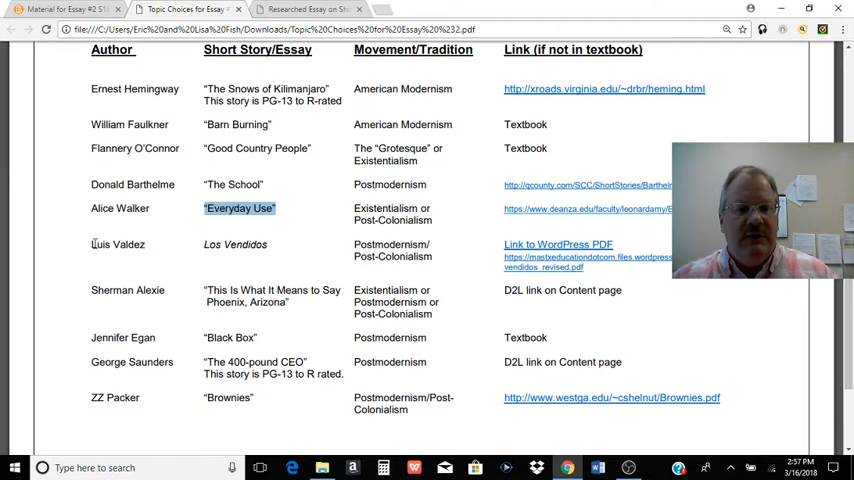 Material for Essay #2 S18
Topic Choices for Essay #
Researched Essay on Sho
file:///C:/Users/Eric%20and%20Lisa%20Fish/Downloads/Topic%20Choices%20for%20Essay%20%232.pdf
Author Short Story/Essay Movement/Tradition Link (if not in textbook)
Ernest Hemingway “The Snows of Kilimanjaro” American Modernism http://xroads.virginia.edu/~drbr/heming.html
This story is PG-13 to R-rated
William Faulkner “Barn Burning” American Modernism Textbook
Flannery O’Connor “Good Country People” The “Grotesque” or Textbook
Existentialism
Donald Barthelme “The School” Postmodernism http://qcounty.com/SCC/ShortStories/Barthelm
Alice Walker “Everyday Use” Existentialism or https://www.deanza.edu/faculty/leonardamy/E
Post-Colonialism
Luis Valdez Los Vendidos Postmodernism/ Link to WordPress PDF
Post-Colonialism. https://mastxeducationdotcom.files.wordpress
vendidos_revised.pdf
Sherman Alexie “This Is What It Means to Say Existentialism or D2L link on Content page
Phoenix, Arizona” Postmodernism or
Post-Colonialism
Jennifer Egan “Black Box” Postmodernism Textbook
George Saunders “The 400-pound CEO” Postmodernism D2L link on Content page
This story is PG-13 to R rated.
ZZ Packer “Brownies” Postmodernism/Post- http://www.westga.edu/~cshelnut/Brownies.pdf
Colonialism
Type here to search
2:57 PM
3/16/2018